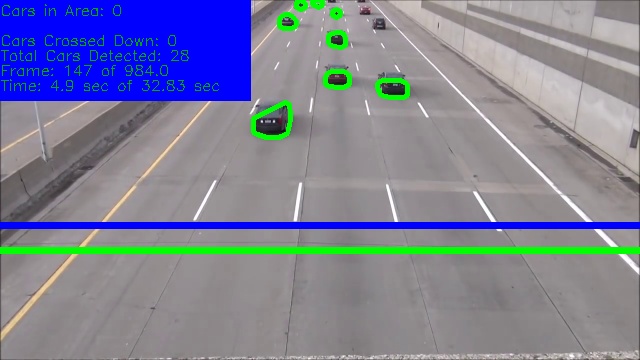 Cars in Area: 0
Cars Crossed Down: 0
Total Cars Detected: 28
Frame: 147 of 984.0
Time: 4.9 sec of 32.83 sec